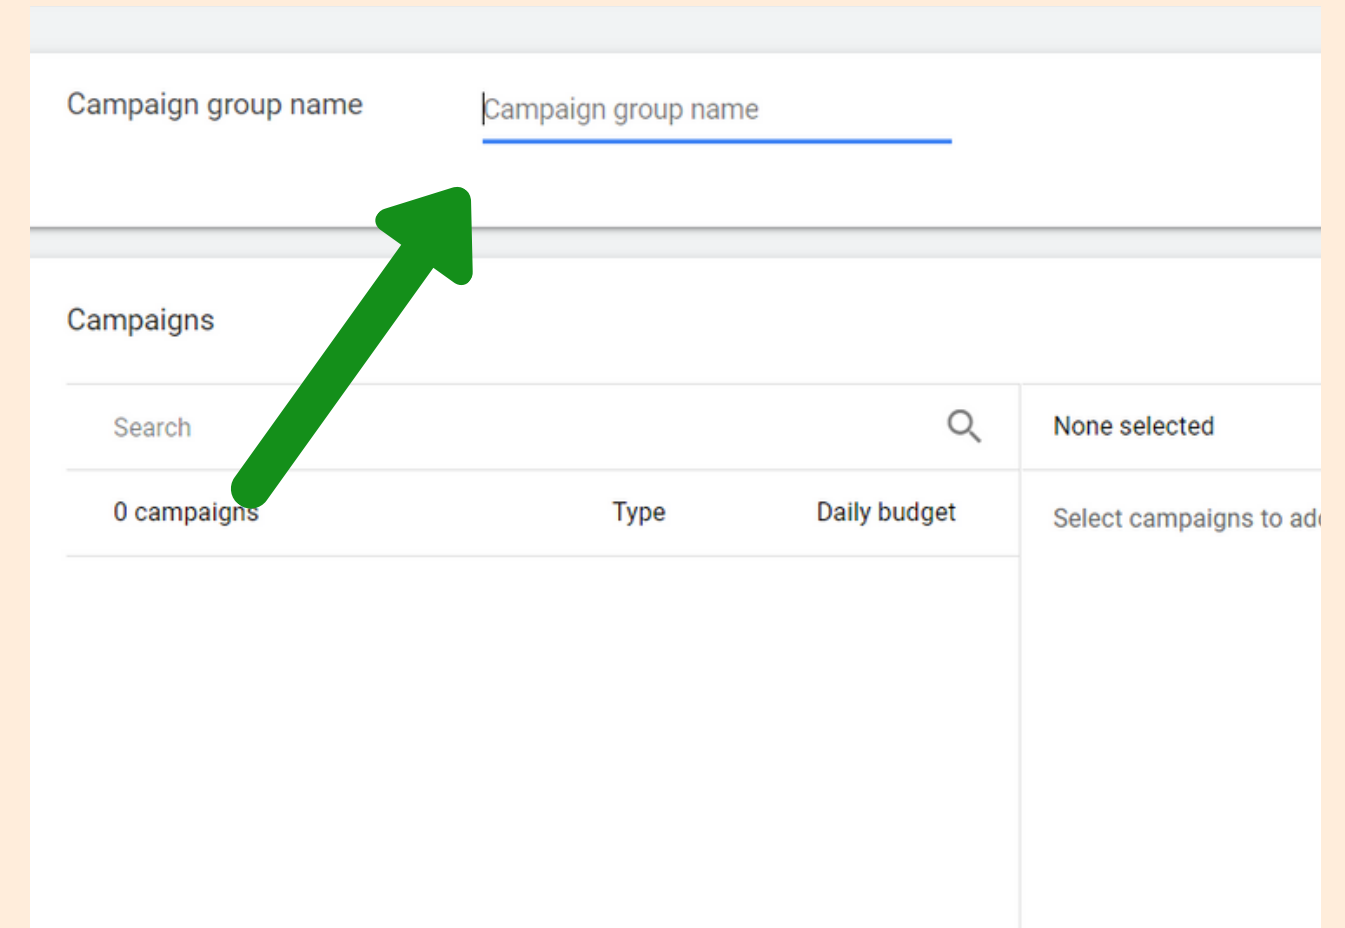 Campaign group name
Campaign group name
Campaigns
Search
None selected
0 campaigns
Type
Daily budget
Select campaigns to